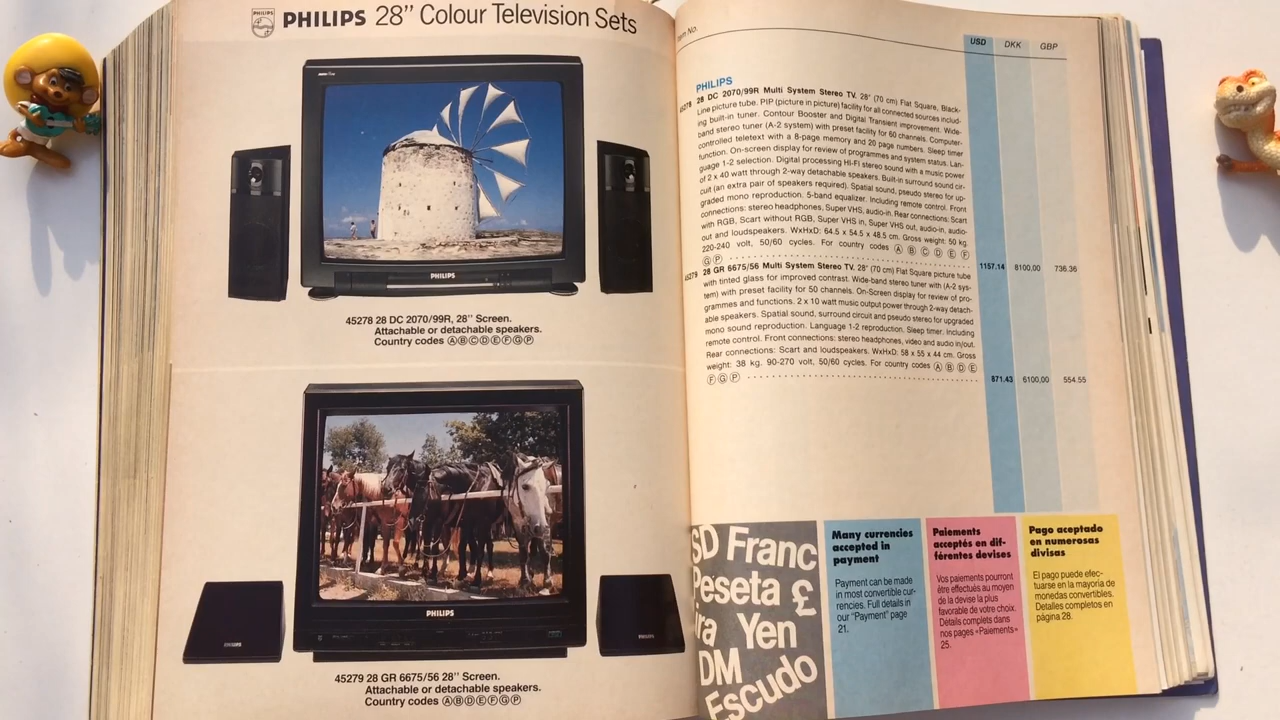 PHILIPS
PHILIPS 28” Colour Television Sets
PHILIPS
45278 28 DC 2070/99R, 28’’ Screen.
Attachable or detachable speakers.
Country codes ⒶⒷⒸⒹⒺⒻⒼⓅ
PHILIPS
PHILIPS
PHILIPS
45279 28 GR 6675/56 28’’ Screen.
Attachable or detachable speakers.
Country codes ⒶⒷⒹⒺⒻⒼⓅ
Item No.
USD DKK GBP
PHILIPS
45278 28 DC 2070/99R Multi System Stereo TV. 28" (70 cm) Flat Square, Black-
Line picture tube. PIP (picture in picture) facility for all connected sources includ-
ing built-in tuner. Contour Booster and Digital Transient improvement. Wide-
band stereo tuner (A-2 system) with preset facility for 60 channels. Computer-
controlled teletext with a 8-page memory and 20 page numbers. Sleep timer
function. On-screen display for review of programmes and system status. Lan-
guage 1-2 selection. Digital processing HI-FI stereo sound with a music power
of 2 x 40 watt through 2-way detachable speakers. Built-in surround sound cir-
cuit (an extra pair of speakers required). Spatial sound, pseudo stereo for up-
graded mono reproduction. 5-band equalizer. Including remote control. Front
connections: stereo headphones, Super VHS, audio-in. Rear connections: Scart
with RGB, Scart without RGB, Super VHS in, Super VHS out, audio-in, audio-
out and loudspeakers. WxHxD: 64.5 x 54.5 x 48.5 cm. Gross weight: 50 kg.
220-240 volt, 50/60 cycles. For country codes Ⓐ Ⓑ Ⓒ Ⓓ Ⓔ Ⓕ
Ⓖ Ⓟ 1157.14 8100,00 736.36
45279 28 GR 6675/56 Multi System Stereo TV. 28" (70 cm) Flat Square picture tube
with tinted glass for improved contrast. Wide-band stereo tuner with (A-2 sys-
tem) with preset facility for 50 channels. On-Screen display for review of pro-
grammes and functions. 2 x 10 watt music output power through 2-way detach-
able speakers. Spatial sound, surround circuit and pseudo stereo for upgraded
mono sound reproduction. Language 1-2 reproduction. Sleep timer. Including
remote control. Front connections: stereo headphones, video and audio in/out.
Rear connections: Scart and loudspeakers. WxHxD: 58 x 55 x 44 cm. Gross
weight: 38 kg. 90-270 volt, 50/60 cycles. For country codes Ⓐ Ⓑ Ⓓ Ⓔ
Ⓕ Ⓖ Ⓟ 871.43 6100,00 554.55
SD Franc
Peseta £
ira Yen
DM
Escudo
Many currencies
accepted in
payment
Payment can be made
in most convertible cur-
rencies. Full details in
our "Payment" page
21.
Paiements
acceptés en dif-
férentes devises
Vos paiements pourront
être effectués au moyen
de la devise la plus
favorable de votre choix.
Détails complets dans
nos pages «Paiements»
25.
Pago aceptado
en numerosas
divisas
El pago puede efec-
tuarse en la mayoria de
monedas convertibles.
Detalles completos en
página 28.